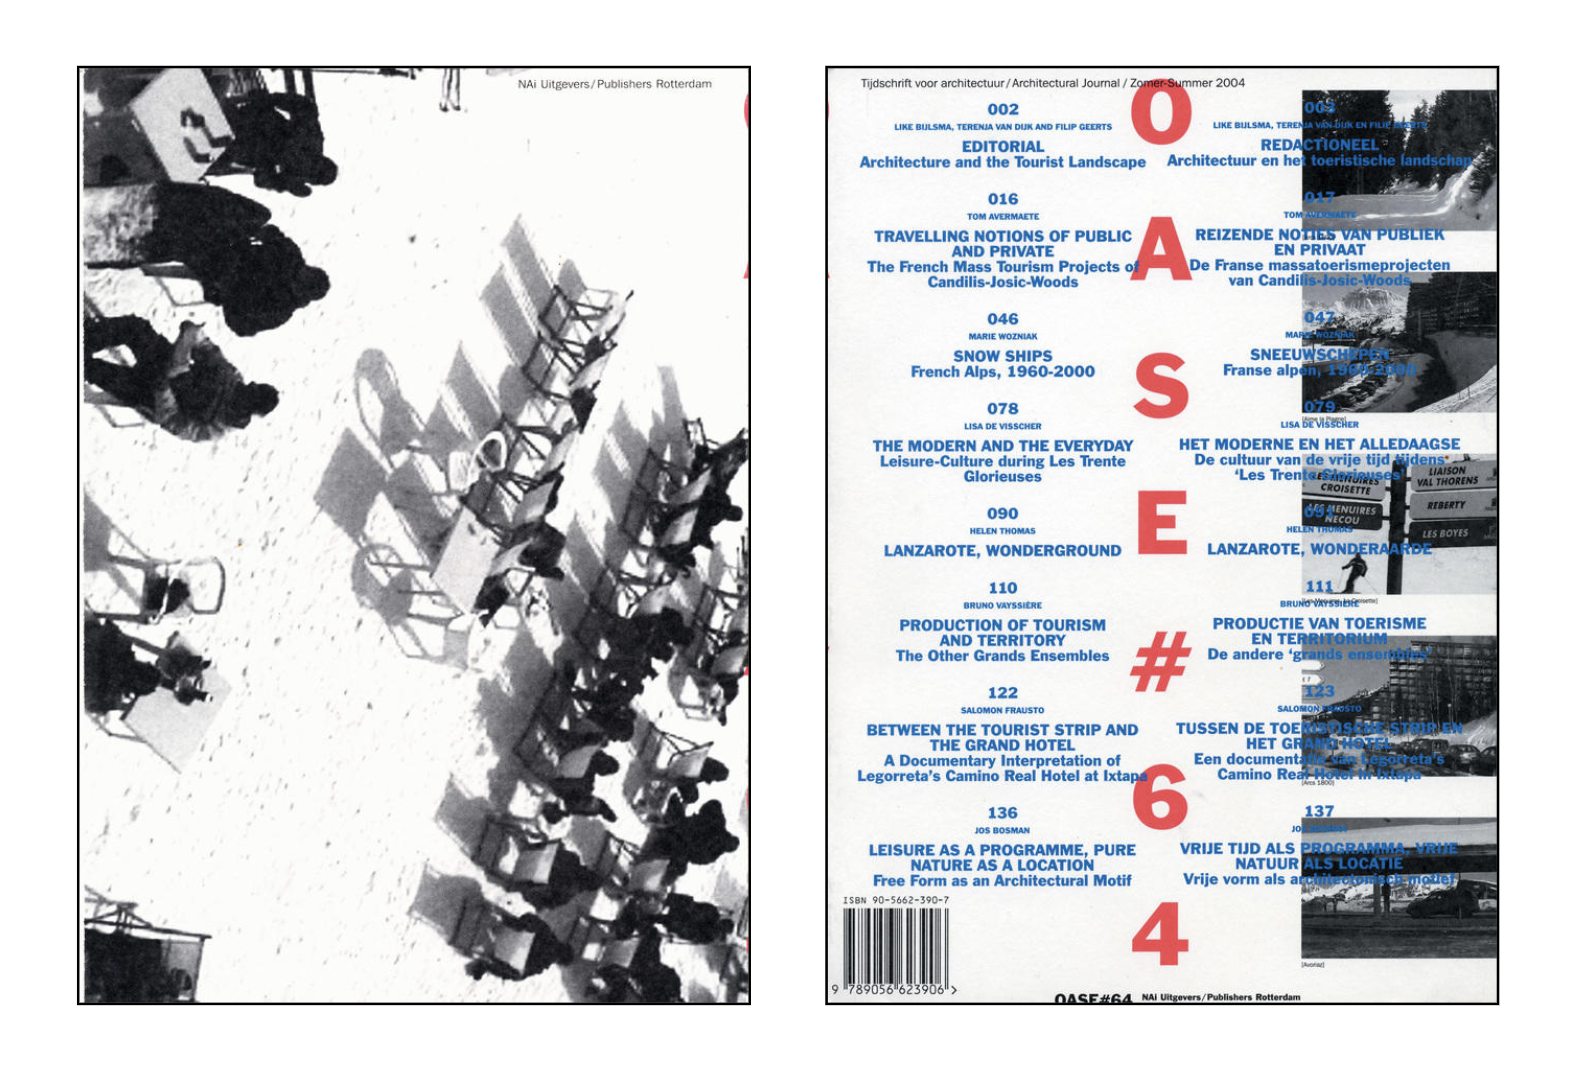 NAi Uitgevers/Publishers Rotterdam
Tijdschrift voor architectuur/Architectural Journal / Zomer-Summer 2004
O
A
S
E
#
6
4
002
LIKE BIJLSMA, TERENJA VAN DIJK AND FILIP GEERTS
EDITORIAL
Architecture and the Tourist Landscape
016
TOM AVERMAETE
TRAVELLING NOTIONS OF PUBLIC
AND PRIVATE
The French Mass Tourism Projects of
Candilis-Josic-Woods
046
MARIE WOZNIAK
SNOW SHIPS
French Alps, 1960-2000
078
LISA DE VISSCHER
THE MODERN AND THE EVERYDAY
Leisure-Culture during Les Trente
Glorieuses
090
HELEN THOMAS
LANZAROTE, WONDERGROUND
110
BRUNO VAYSSIÈRE
PRODUCTION OF TOURISM
AND TERRITORY
The Other Grands Ensembles
122
SALOMON FRAUSTO
BETWEEN THE TOURIST STRIP AND
THE GRAND HOTEL
A Documentary Interpretation of
Legorreta's Camino Real Hotel at Ixtapa
136
JOS BOSMAN
LEISURE AS A PROGRAMME, PURE
NATURE AS A LOCATION
Free Form as an Architectural Motif
003
LIKE BIJLSMA, TERENJA VAN DIJK EN FILIP GEERTS
REDACTIONEEL
Architectuur en het toeristische landschap
017
TOM AVERMAETE
REIZENDE NOTIES VAN PUBLIEK
EN PRIVAAT
De Franse massatoerismeprojecten
van Candilis-Josic-Woods
047
MARIE WOZNIAK
SNEEUWSCHEPEN
Franse alpen, 1960-2000
079
LISA DE VISSCHER
HET MODERNE EN HET ALLEDAAGSE
De cultuur van de vrije tijd tijdens
'Les Trente Glorieuses'
091
HELEN THOMAS
LANZAROTE, WONDERAARDE
111
BRUNO VAYSSIÈRE
PRODUCTIE VAN TOERISME
EN TERRITORIUM
De andere 'grands ensembles'
123
SALOMON FRAUSTO
TUSSEN DE TOERISTISCHE STRIP EN
HET GRAND HOTEL
Een documentatie van Legorreta's
Camino Real Hotel in Ixtapa
137
JOS BOSMAN
VRIJE TIJD ALS PROGRAMMA, VRIJE
NATUUR ALS LOCATIE
Vrije vorm als architectonisch motief
CROISETTE
LES MENUIRES
NECOU
LIAISON
VAL THORENS
REBERTY
LES BOYES
[Arcs 1800]
[Avoriaz]
ISBN 90-5662-390-7
9 789056 623906 >
OASE#64 NAi Uitgevers/Publishers Rotterdam